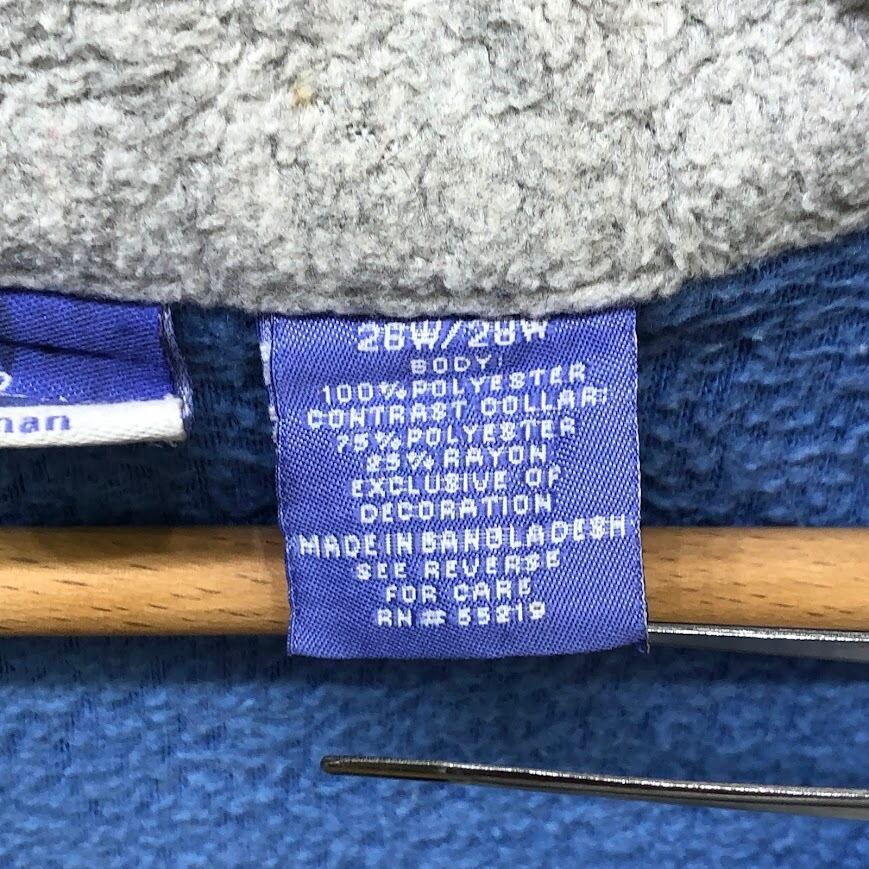 26W/28W
BODY:
100% POLYESTER
CONTRAST COLLAR:
75% POLYESTER
25% RAYON
EXCLUSIVE OF
DECORATION
MADE IN BANGLADESH
SEE REVERSE
FOR CARE
RN # 55219
man